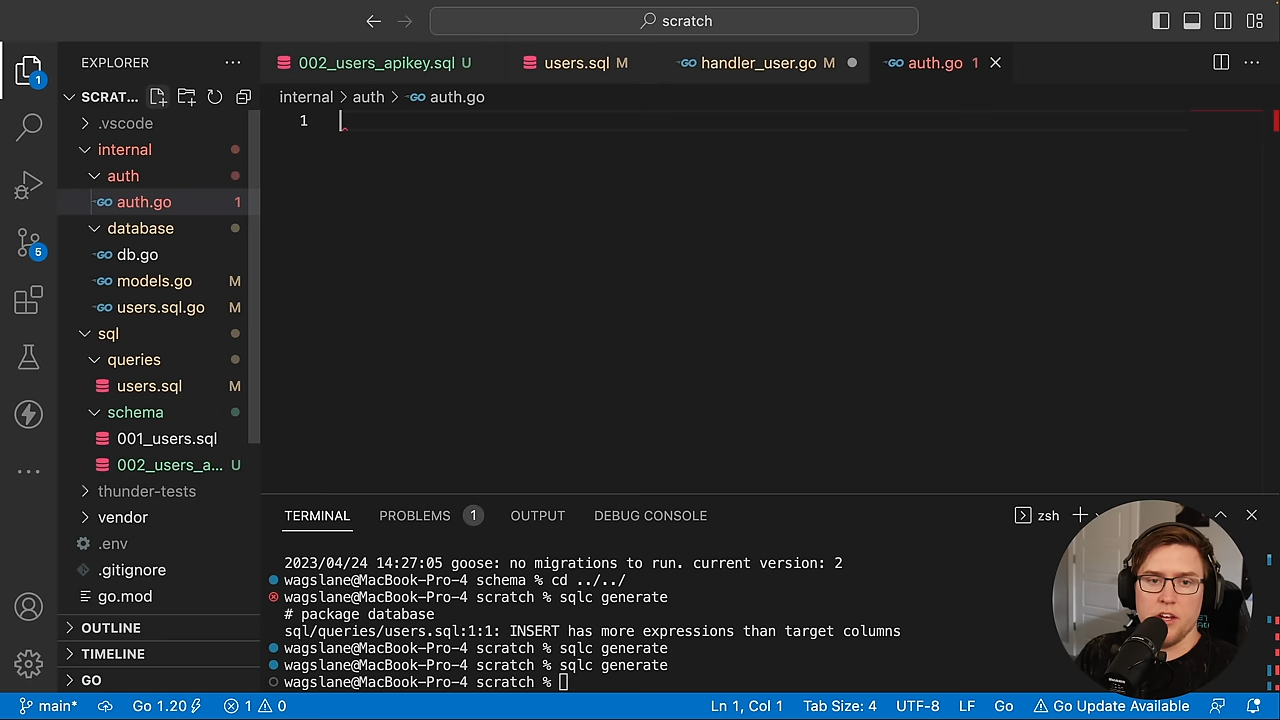 scratch
EXPLORER
SCRAT...
.vscode
internal
auth
auth.go 1
database
db.go
models.go M
users.sql.go M
sql
queries
users.sql M
schema
001_users.sql
002_users_a... U
thunder-tests
vendor
.env
.gitignore
go.mod
OUTLINE
TIMELINE
GO
1
5
002_users_apikey.sql U
users.sql M
GO handler_user.go M
GO auth.go 1
internal > auth > GO auth.go
1
TERMINAL PROBLEMS 1 OUTPUT DEBUG CONSOLE
zsh
2023/04/24 14:27:05 goose: no migrations to run. current version: 2
wagslane@MacBook-Pro-4 schema % cd ../../
wagslane@MacBook-Pro-4 scratch % sqlc generate
# package database
sql/queries/users.sql:1:1: INSERT has more expressions than target columns
wagslane@MacBook-Pro-4 scratch % sqlc generate
wagslane@MacBook-Pro-4 scratch % sqlc generate
wagslane@MacBook-Pro-4 scratch %
main* Go 1.20 1 0 Ln 1, Col 1 Tab Size: 4 UTF-8 LF Go Go Update Available